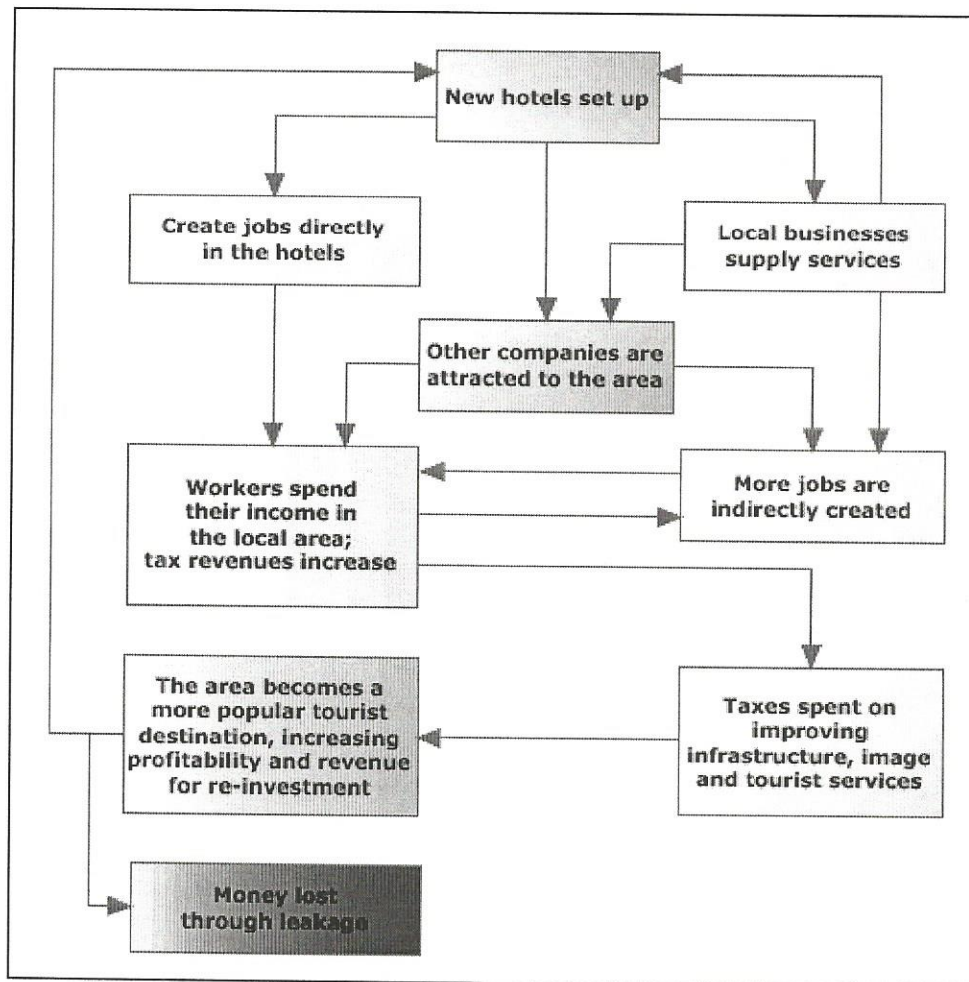 New hotels set up
Create jobs directly
in the hotels
Local businesses
supply services
Other companies are
attracted to the area
Workers spend
their income in
the local area;
tax revenues increase
More jobs are
indirectly created
The area becomes a
more popular tourist
destination, increasing
profitability and revenue
for re-investment
Taxes spent on
improving
infrastructure, image
and tourist services
Money lost
through leakage